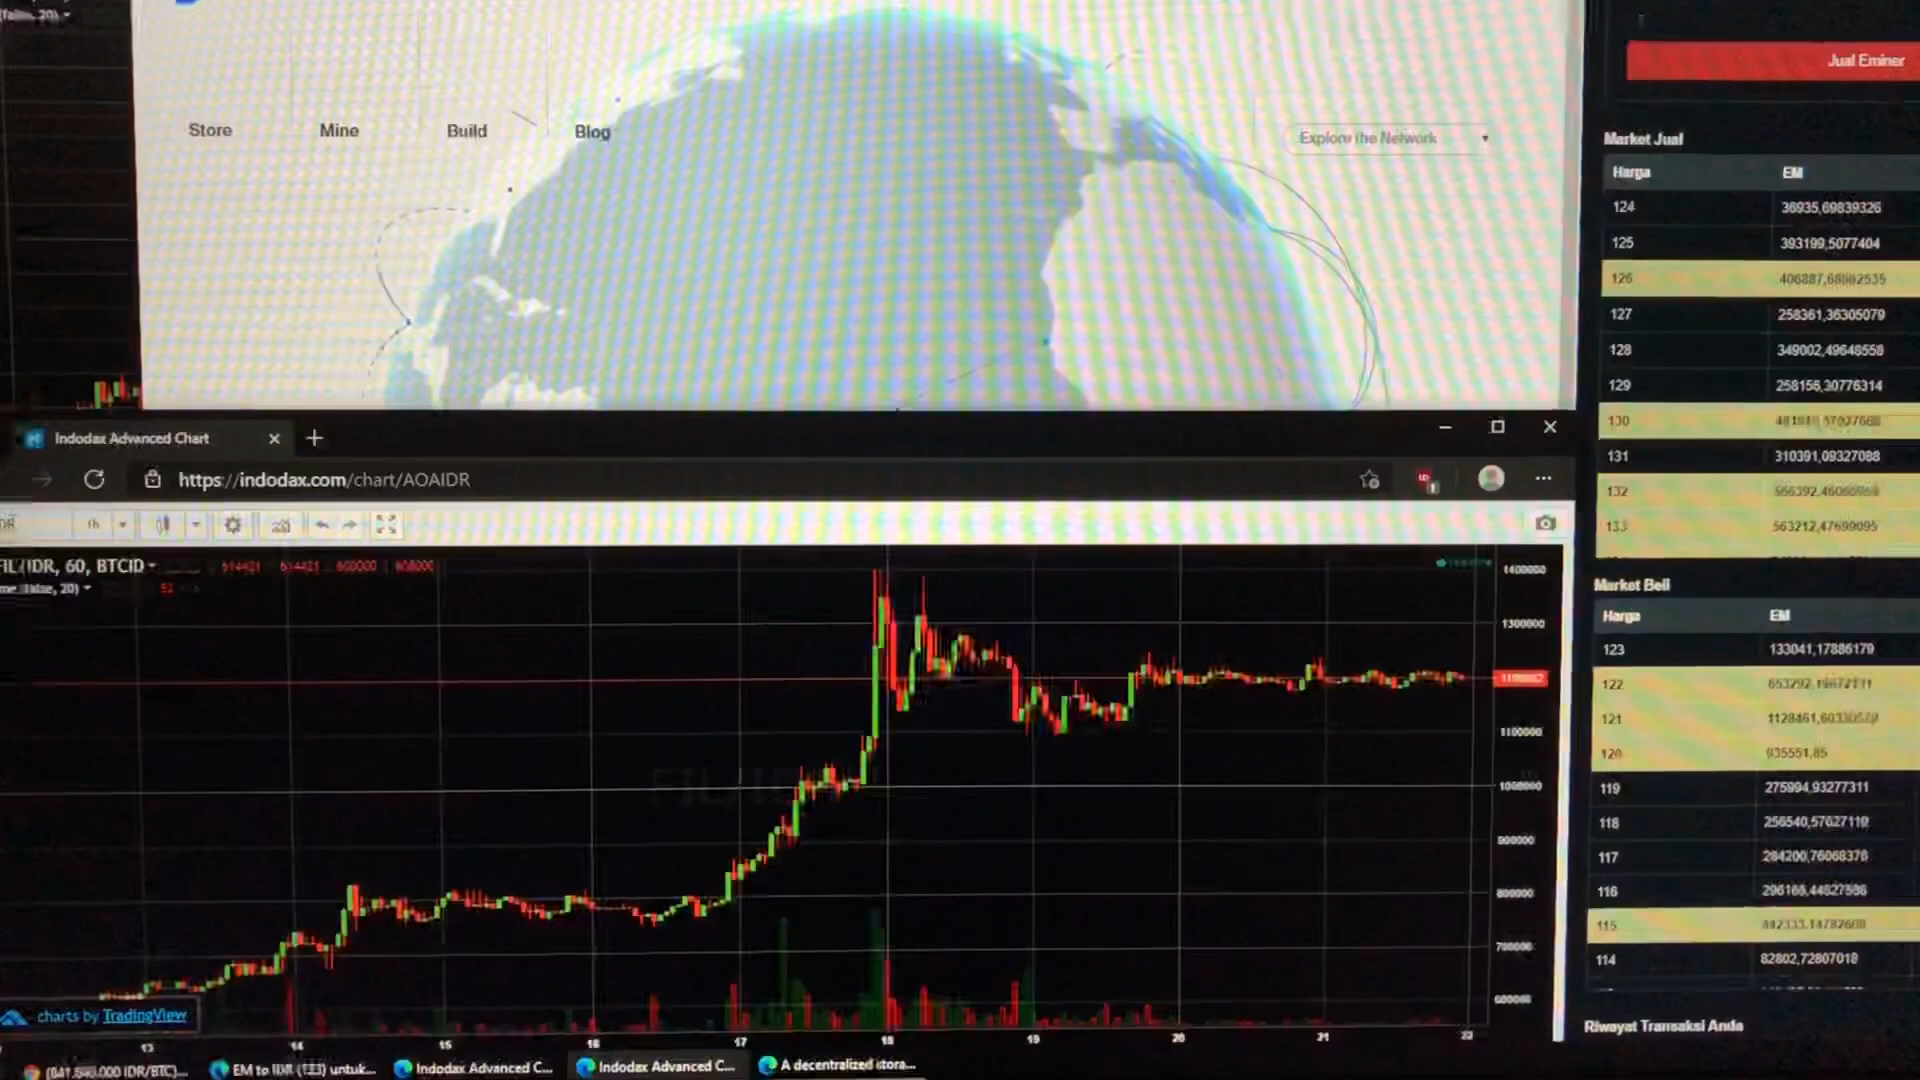 Store Mine Build Blog Explore the Network
Jual Eminer
Market Jual
Harga EM
124 36935,69839326
125 393199,5077404
126
127 258361,36305079
128 349002,49648558
129 258156,30776314
130
131 310391,09327088
132
133 563212,47699095
Indodax Advanced Chart
https://indodax.com/chart/AOAIDR
1h
FIL/IDR, 60, BTCID
1400000
1300000
1100000
1000000
900000
800000
700000
600000
Market Beli
Harga EM
123 133041,17886179
122
121
120 935551,85
119 275994,93277311
118 256540,57627119
117 284200,76068376
116
115
114 82802,72807018
charts by TradingView
13 14 15 16 17 18 19 20 21 22
Riwayat Transaksi Anda
EM to IDR (123) untuk...
Indodax Advanced C...
Indodax Advanced C...
A decentralized stora...